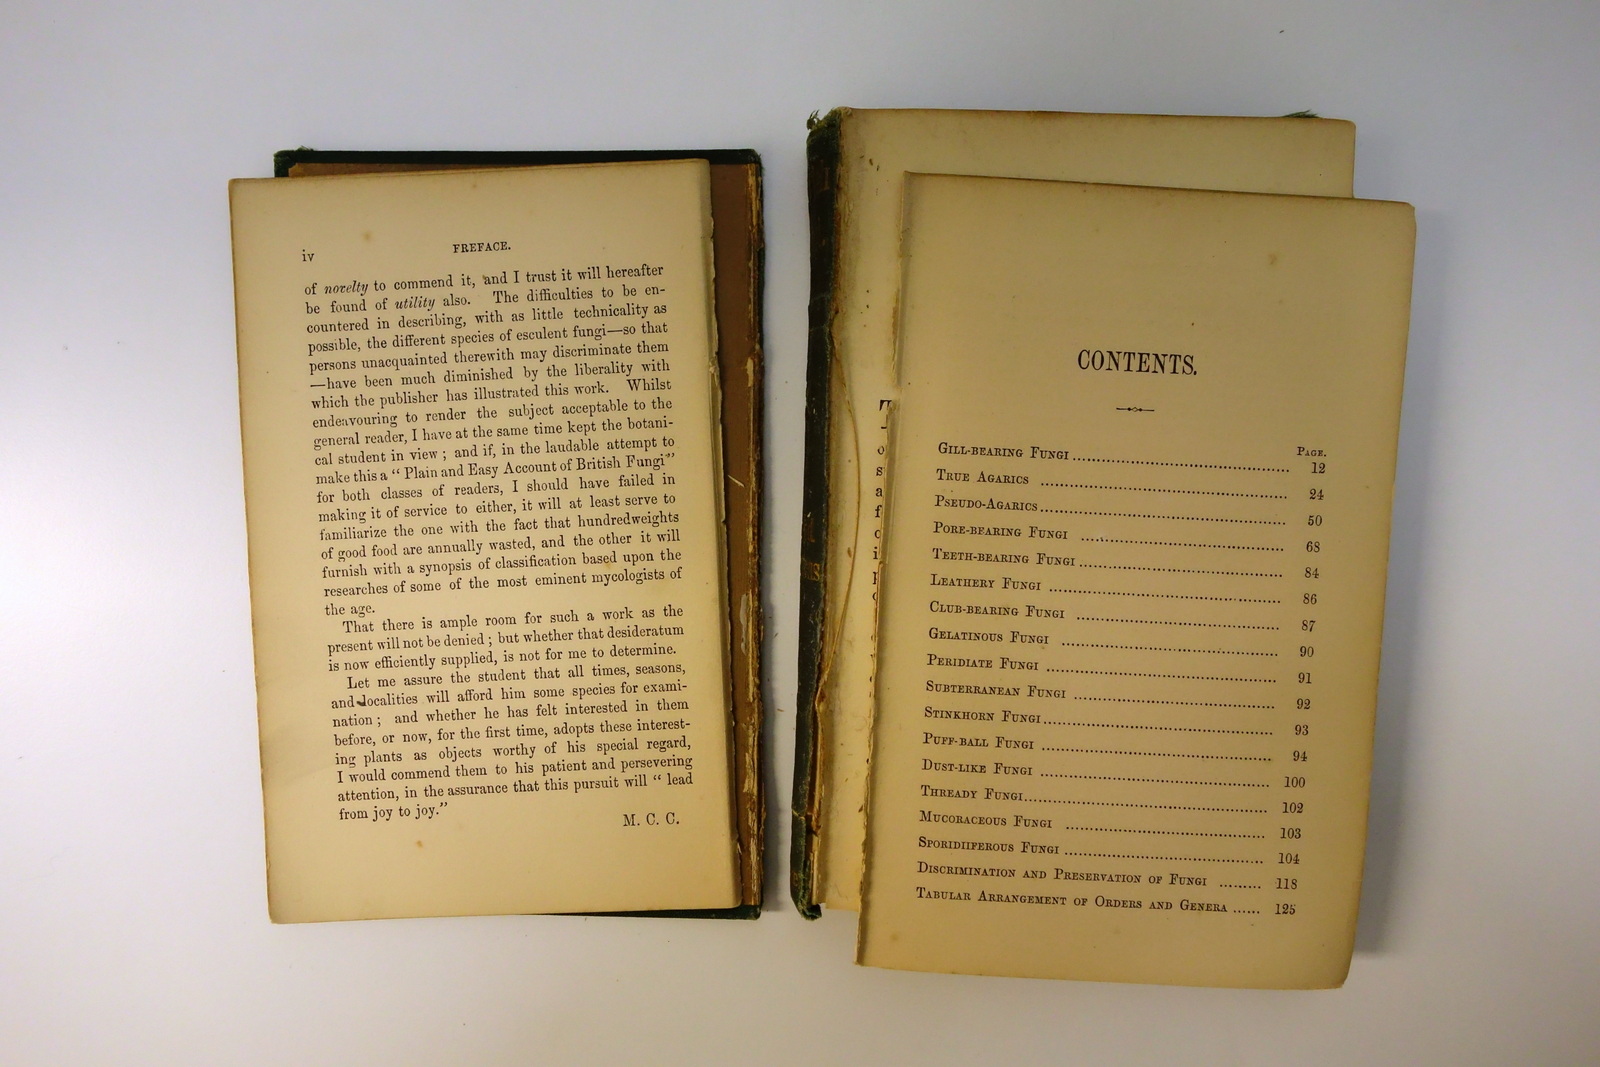 iv PREFACE.
of novelty to commend it, and I trust it will hereafter
be found of utility also. The difficulties to be en-
countered in describing, with as little technicality as
possible, the different species of esculent fungi—so that
persons unacquainted therewith may discriminate them
—have been much diminished by the liberality with
which the publisher has illustrated this work. Whilst
endeavouring to render the subject acceptable to the
general reader, I have at the same time kept the botani-
cal student in view ; and if, in the laudable attempt to
make this a “ Plain and Easy Account of British Fungi”
for both classes of readers, I should have failed in
making it of service to either, it will at least serve to
familiarize the one with the fact that hundredweights
of good food are annually wasted, and the other it will
furnish with a synopsis of classification based upon the
researches of some of the most eminent mycologists of
the age.
That there is ample room for such a work as the
present will not be denied ; but whether that desideratum
is now efficiently supplied, is not for me to determine.
Let me assure the student that all times, seasons,
and localities will afford him some species for exami-
nation ; and whether he has felt interested in them
before, or now, for the first time, adopts these interest-
ing plants as objects worthy of his special regard,
I would commend them to his patient and persevering
attention, in the assurance that this pursuit will “ lead
from joy to joy.”
M. C. C.
CONTENTS.
PAGE.
GILL-BEARING FUNGI ........ 12
TRUE AGARICS ........ 24
PSEUDO-AGARICS ........ 50
PORE-BEARING FUNGI ........ 68
TEETH-BEARING FUNGI ........ 84
LEATHERY FUNGI ........ 86
CLUB-BEARING FUNGI ........ 87
GELATINOUS FUNGI ........ 90
PERIDIATE FUNGI ........ 91
SUBTERRANEAN FUNGI ........ 92
STINKHORN FUNGI ........ 93
PUFF-BALL FUNGI ........ 94
DUST-LIKE FUNGI ........ 100
THREADY FUNGI ........ 102
MUCORACEOUS FUNGI ........ 103
SPORIDIIFEROUS FUNGI ........ 104
DISCRIMINATION AND PRESERVATION OF FUNGI ........ 118
TABULAR ARRANGEMENT OF ORDERS AND GENERA ...... 125